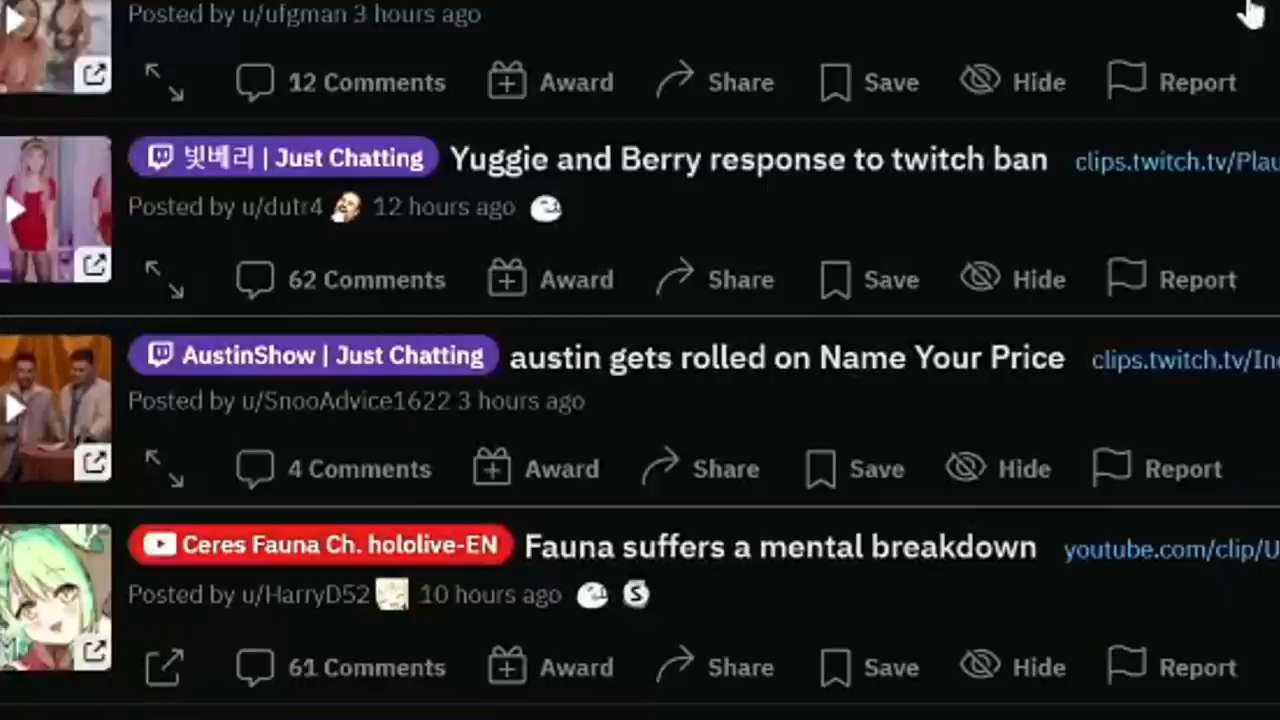 Posted by u/ufgman 3 hours ago
12 Comments Award Share Save Hide Report
빛베리 | Just Chatting Yuggie and Berry response to twitch ban clips.twitch.tv/Plau
Posted by u/dutr4 12 hours ago
62 Comments Award Share Save Hide Report
AustinShow | Just Chatting austin gets rolled on Name Your Price clips.twitch.tv/In
Posted by u/SnooAdvice1622 3 hours ago
4 Comments Award Share Save Hide Report
Ceres Fauna Ch. hololive-EN Fauna suffers a mental breakdown youtube.com/clip/U
Posted by u/HarryD52 10 hours ago
61 Comments Award Share Save Hide Report